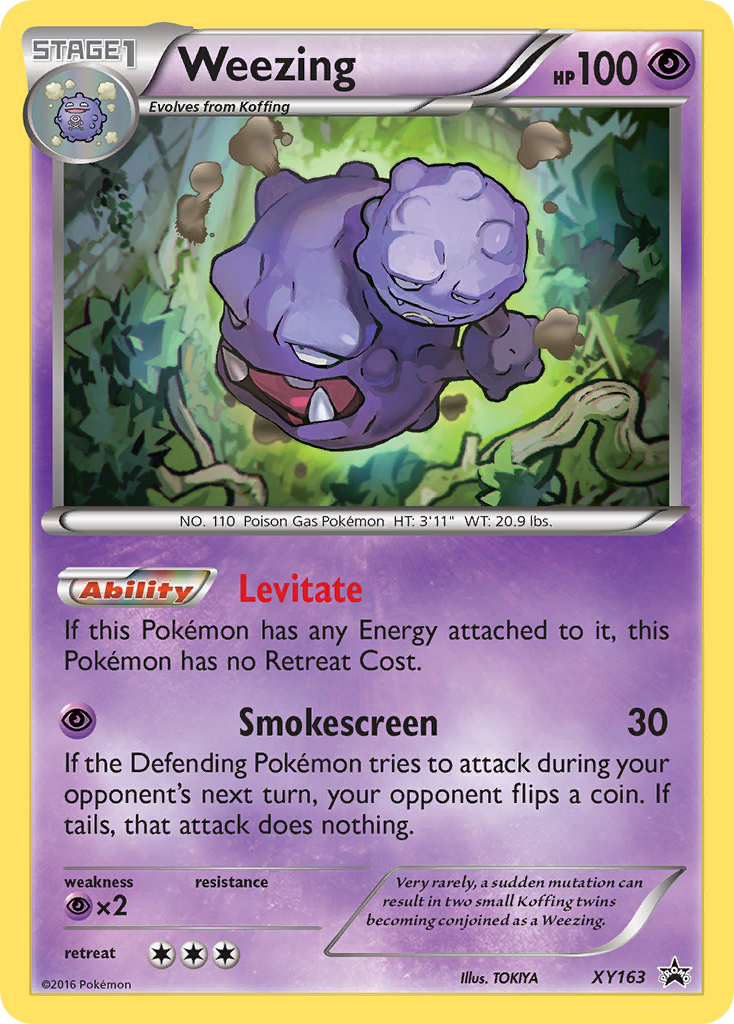 STAGE1
Weezing
HP100
Evolves from Koffing
NO. 110 Poison Gas Pokémon HT: 3'11" WT: 20.9 lbs.
Ability Levitate
If this Pokémon has any Energy attached to it, this
Pokémon has no Retreat Cost.
Smokescreen 30
If the Defending Pokémon tries to attack during your
opponent's next turn, your opponent flips a coin. If
tails, that attack does nothing.
weakness resistance
×2
Very rarely, a sudden mutation can
result in two small Koffing twins
becoming conjoined as a Weezing.
retreat
©2016 Pokémon Illus. TOKIYA XY163 PROMO